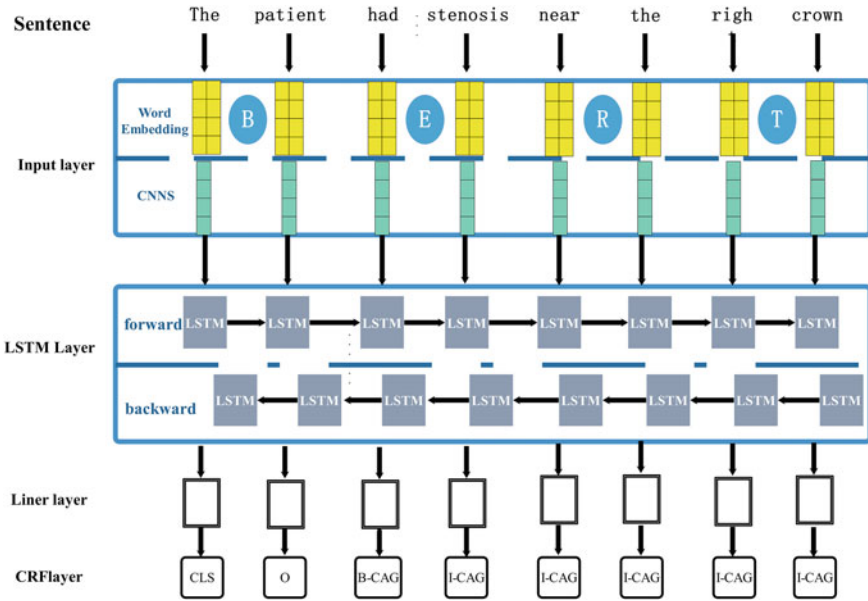 Sentence The patient had stenosis near the righ crown
Word
Embedding
B E R T
Input layer
CNNS
forward LSTM LSTM LSTM LSTM LSTM LSTM LSTM LSTM
LSTM Layer
backward LSTM LSTM LSTM LSTM LSTM LSTM LSTM LSTM
Liner layer
CRFlayer CLS O B-CAG I-CAG I-CAG I-CAG I-CAG I-CAG